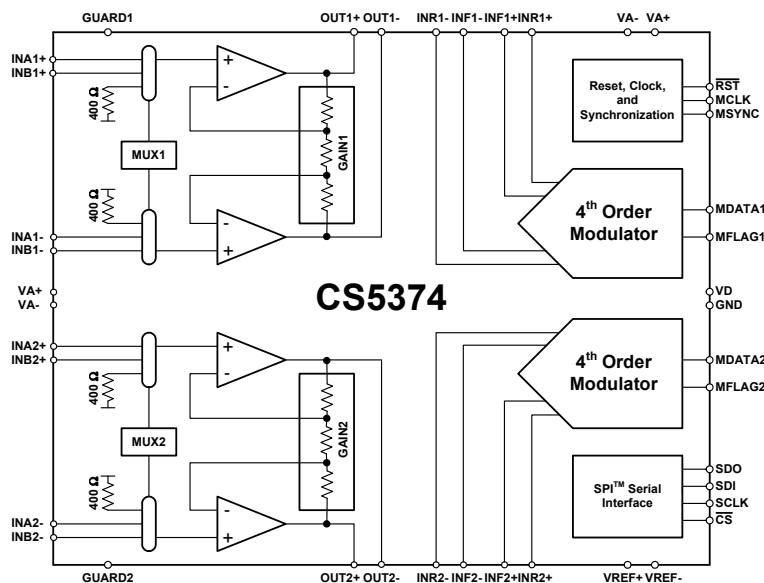 GUARD1
OUT1+ OUT1- INR1- INF1- INF1+ INR1+
VA- VA+
INA1+
INB1+
400 Ω
MUX1
400 Ω
INA1-
INB1-
+
-
-
+
GAIN1
Reset, Clock,
and
Synchronization
RST
MCLK
MSYNC
4th Order
Modulator
MDATA1
MFLAG1
VA+
VA-
CS5374
VD
GND
INA2+
INB2+
400 Ω
MUX2
400 Ω
INA2-
INB2-
+
-
-
+
GAIN2
4th Order
Modulator
MDATA2
MFLAG2
SPI™ Serial
Interface
SDO
SDI
SCLK
CS
GUARD2
OUT2+ OUT2- INR2- INF2- INF2+ INR2+
VREF+ VREF-